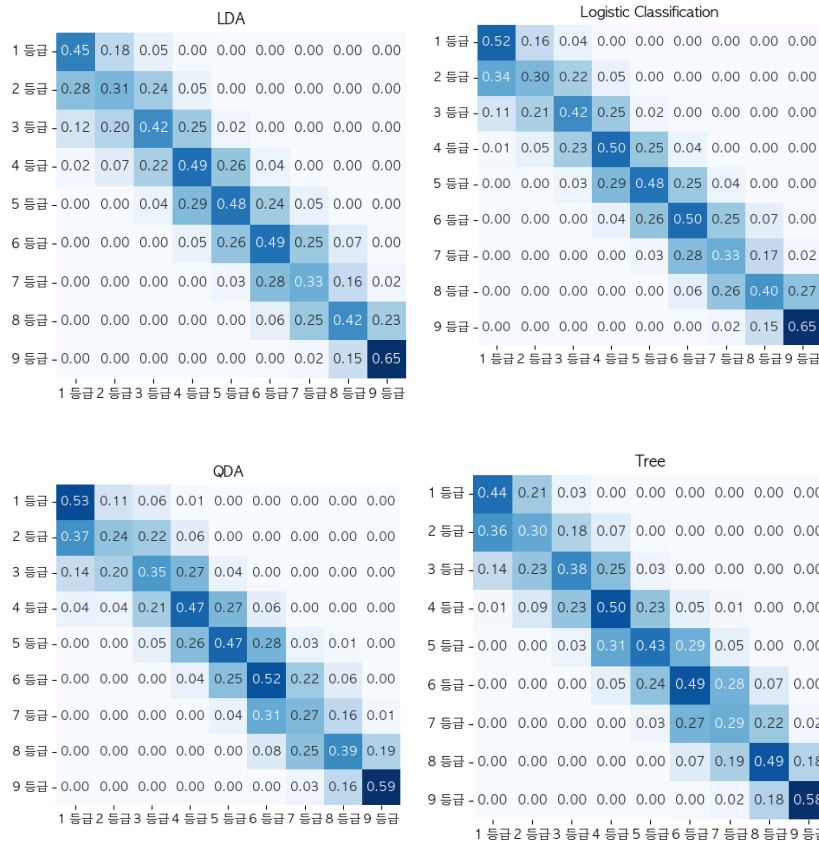 LDA
1 등급 0.45 0.18 0.05 0.00 0.00 0.00 0.00 0.00 0.00
2 등급 0.28 0.31 0.24 0.05 0.00 0.00 0.00 0.00 0.00
3 등급 0.12 0.20 0.42 0.25 0.02 0.00 0.00 0.00 0.00
4 등급 0.02 0.07 0.22 0.49 0.26 0.04 0.00 0.00 0.00
5 등급 0.00 0.00 0.04 0.29 0.48 0.24 0.05 0.00 0.00
6 등급 0.00 0.00 0.00 0.05 0.26 0.49 0.25 0.07 0.00
7 등급 0.00 0.00 0.00 0.00 0.03 0.28 0.33 0.16 0.02
8 등급 0.00 0.00 0.00 0.00 0.00 0.06 0.25 0.42 0.23
9 등급 0.00 0.00 0.00 0.00 0.00 0.00 0.02 0.15 0.65
1 등급 2 등급 3 등급 4 등급 5 등급 6 등급 7 등급 8 등급 9 등급
Logistic Classification
1 등급 0.52 0.16 0.04 0.00 0.00 0.00 0.00 0.00 0.00
2 등급 0.34 0.30 0.22 0.05 0.00 0.00 0.00 0.00 0.00
3 등급 0.11 0.21 0.42 0.25 0.02 0.00 0.00 0.00 0.00
4 등급 0.01 0.05 0.23 0.50 0.25 0.04 0.00 0.00 0.00
5 등급 0.00 0.00 0.03 0.29 0.48 0.25 0.04 0.00 0.00
6 등급 0.00 0.00 0.00 0.04 0.26 0.50 0.25 0.07 0.00
7 등급 0.00 0.00 0.00 0.00 0.03 0.28 0.33 0.17 0.02
8 등급 0.00 0.00 0.00 0.00 0.00 0.06 0.26 0.40 0.27
9 등급 0.00 0.00 0.00 0.00 0.00 0.00 0.02 0.15 0.65
1 등급 2 등급 3 등급 4 등급 5 등급 6 등급 7 등급 8 등급 9 등급
QDA
1 등급 0.53 0.11 0.06 0.01 0.00 0.00 0.00 0.00 0.00
2 등급 0.37 0.24 0.22 0.06 0.00 0.00 0.00 0.00 0.00
3 등급 0.14 0.20 0.35 0.27 0.04 0.00 0.00 0.00 0.00
4 등급 0.04 0.04 0.21 0.47 0.27 0.06 0.00 0.00 0.00
5 등급 0.00 0.00 0.05 0.26 0.47 0.28 0.03 0.01 0.00
6 등급 0.00 0.00 0.00 0.04 0.25 0.52 0.22 0.06 0.00
7 등급 0.00 0.00 0.00 0.00 0.04 0.31 0.27 0.16 0.01
8 등급 0.00 0.00 0.00 0.00 0.00 0.08 0.25 0.39 0.19
9 등급 0.00 0.00 0.00 0.00 0.00 0.00 0.03 0.16 0.59
1 등급 2 등급 3 등급 4 등급 5 등급 6 등급 7 등급 8 등급 9 등급
Tree
1 등급 0.44 0.21 0.03 0.00 0.00 0.00 0.00 0.00 0.00
2 등급 0.36 0.30 0.18 0.07 0.00 0.00 0.00 0.00 0.00
3 등급 0.14 0.23 0.38 0.25 0.03 0.00 0.00 0.00 0.00
4 등급 0.01 0.09 0.23 0.50 0.23 0.05 0.01 0.00 0.00
5 등급 0.00 0.00 0.03 0.31 0.43 0.29 0.05 0.00 0.00
6 등급 0.00 0.00 0.00 0.05 0.24 0.49 0.28 0.07 0.00
7 등급 0.00 0.00 0.00 0.00 0.03 0.27 0.29 0.22 0.02
8 등급 0.00 0.00 0.00 0.00 0.00 0.07 0.19 0.49 0.18
9 등급 0.00 0.00 0.00 0.00 0.00 0.00 0.02 0.18 0.58
1 등급 2 등급 3 등급 4 등급 5 등급 6 등급 7 등급 8 등급 9 등급